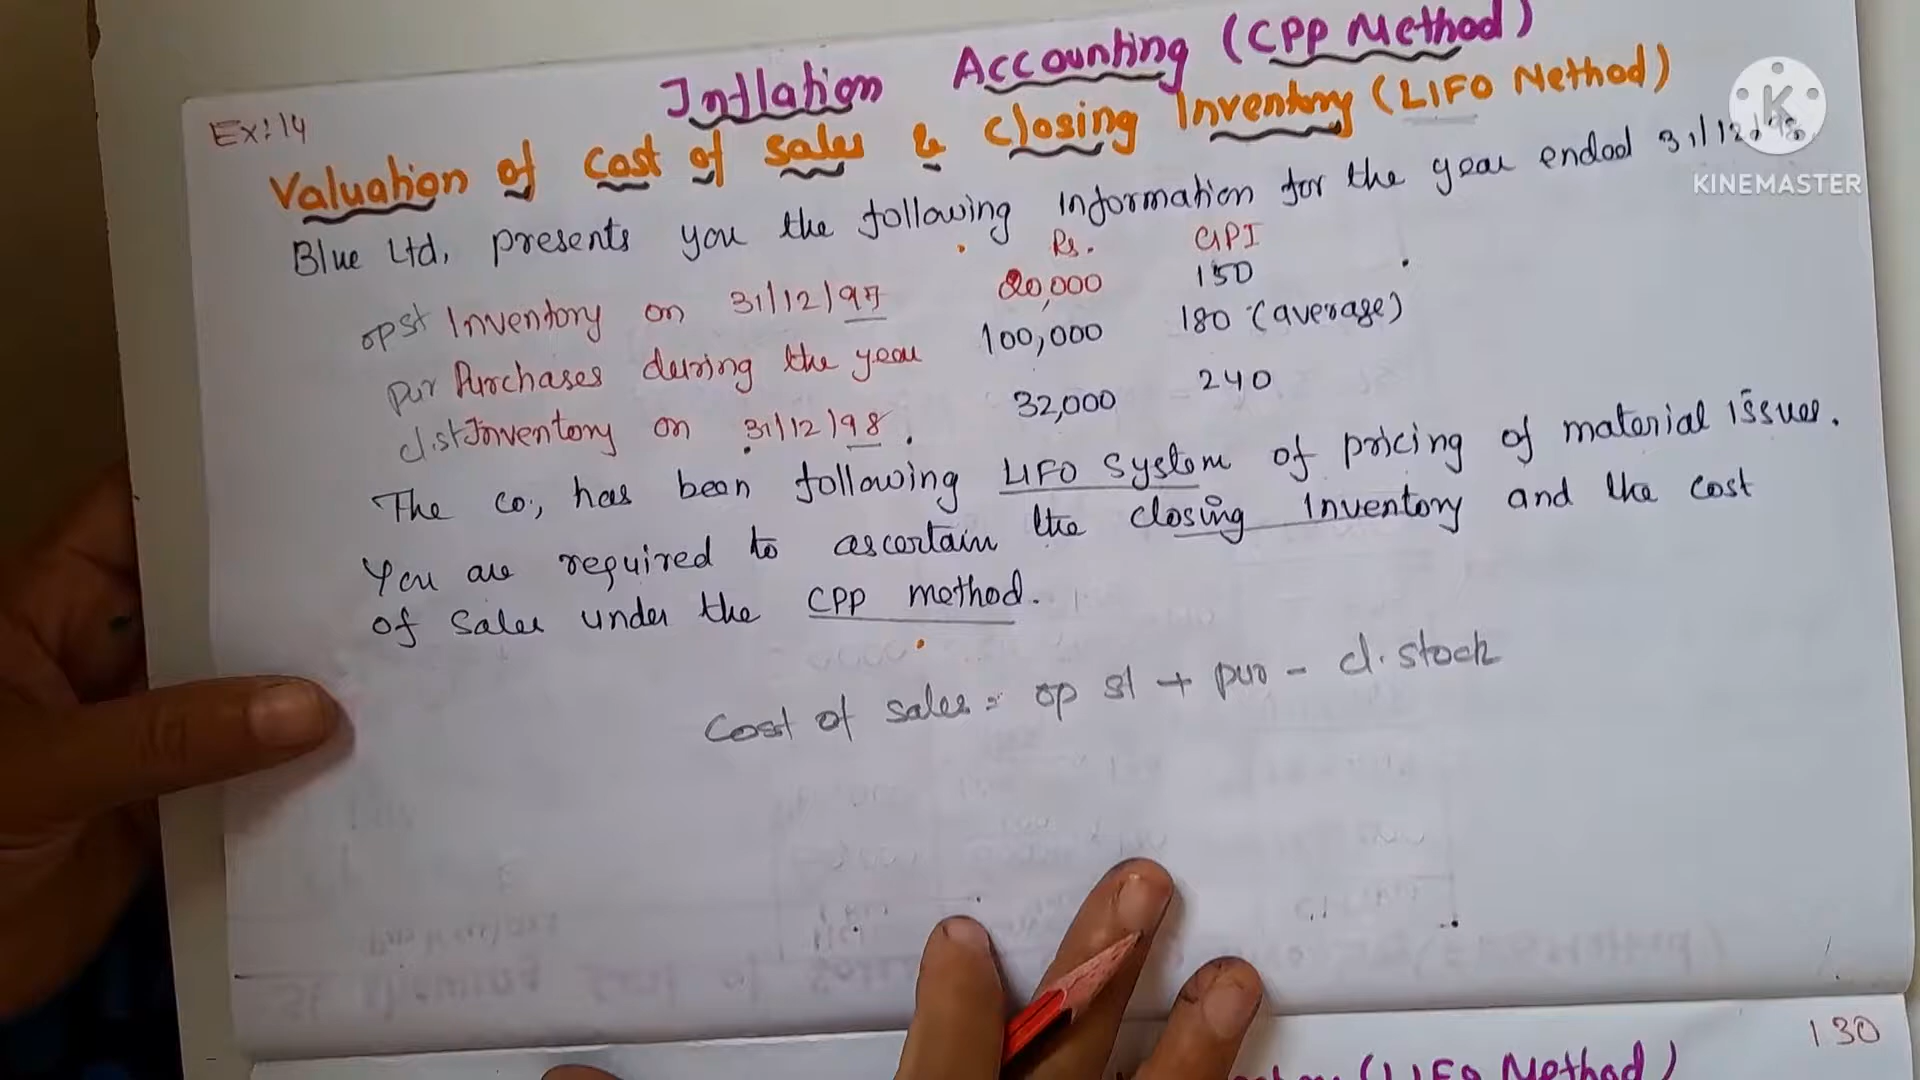 Ex:14
Inflation Accounting (CPP Method)
Valuation of Cost of Sales & Closing Inventory (LIFO Method)
Blue Ltd, presents you the following information for the year ended 31/12/98.
Rs. GPI
op st Inventory on 31/12/97 20,000 150
pur Purchases during the year 100,000 180 (average)
cl.st Inventory on 31/12/98. 32,000 240
The co, has been following LIFO system of pricing of material issues.
You are required to ascertain the closing Inventory and the cost
of sales under the CPP method.
Cost of sales = op st + pur - cl. stock
K
KINEMASTER
130
(LIFO Method)